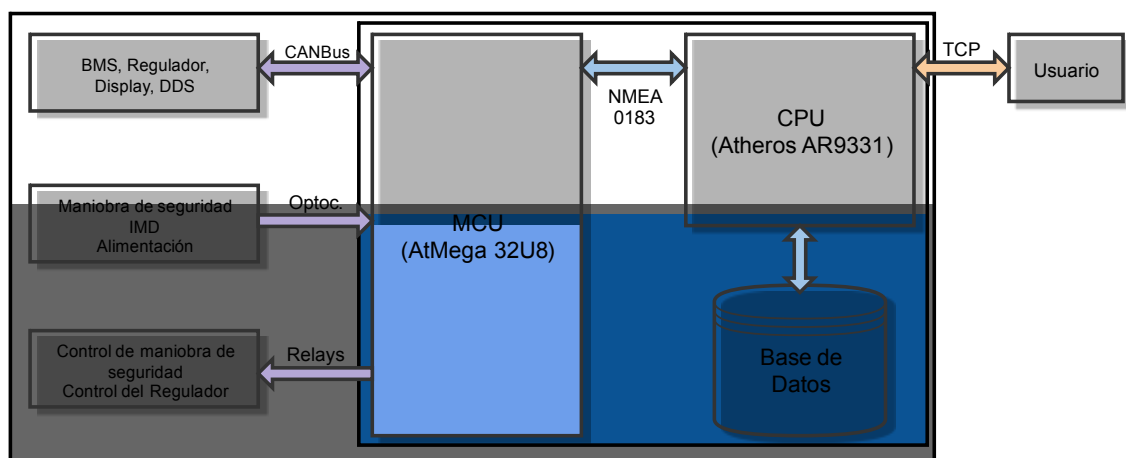 BMS, Regulador,
Display, DDS
CANBus
NMEA
0183
CPU
(Atheros AR9331)
TCP
Usuario
Maniobra de seguridad
IMD
Alimentación
Optoc.
MCU
(AtMega 32U8)
Control de maniobra de
seguridad
Control del Regulador
Relays
Base de
Datos